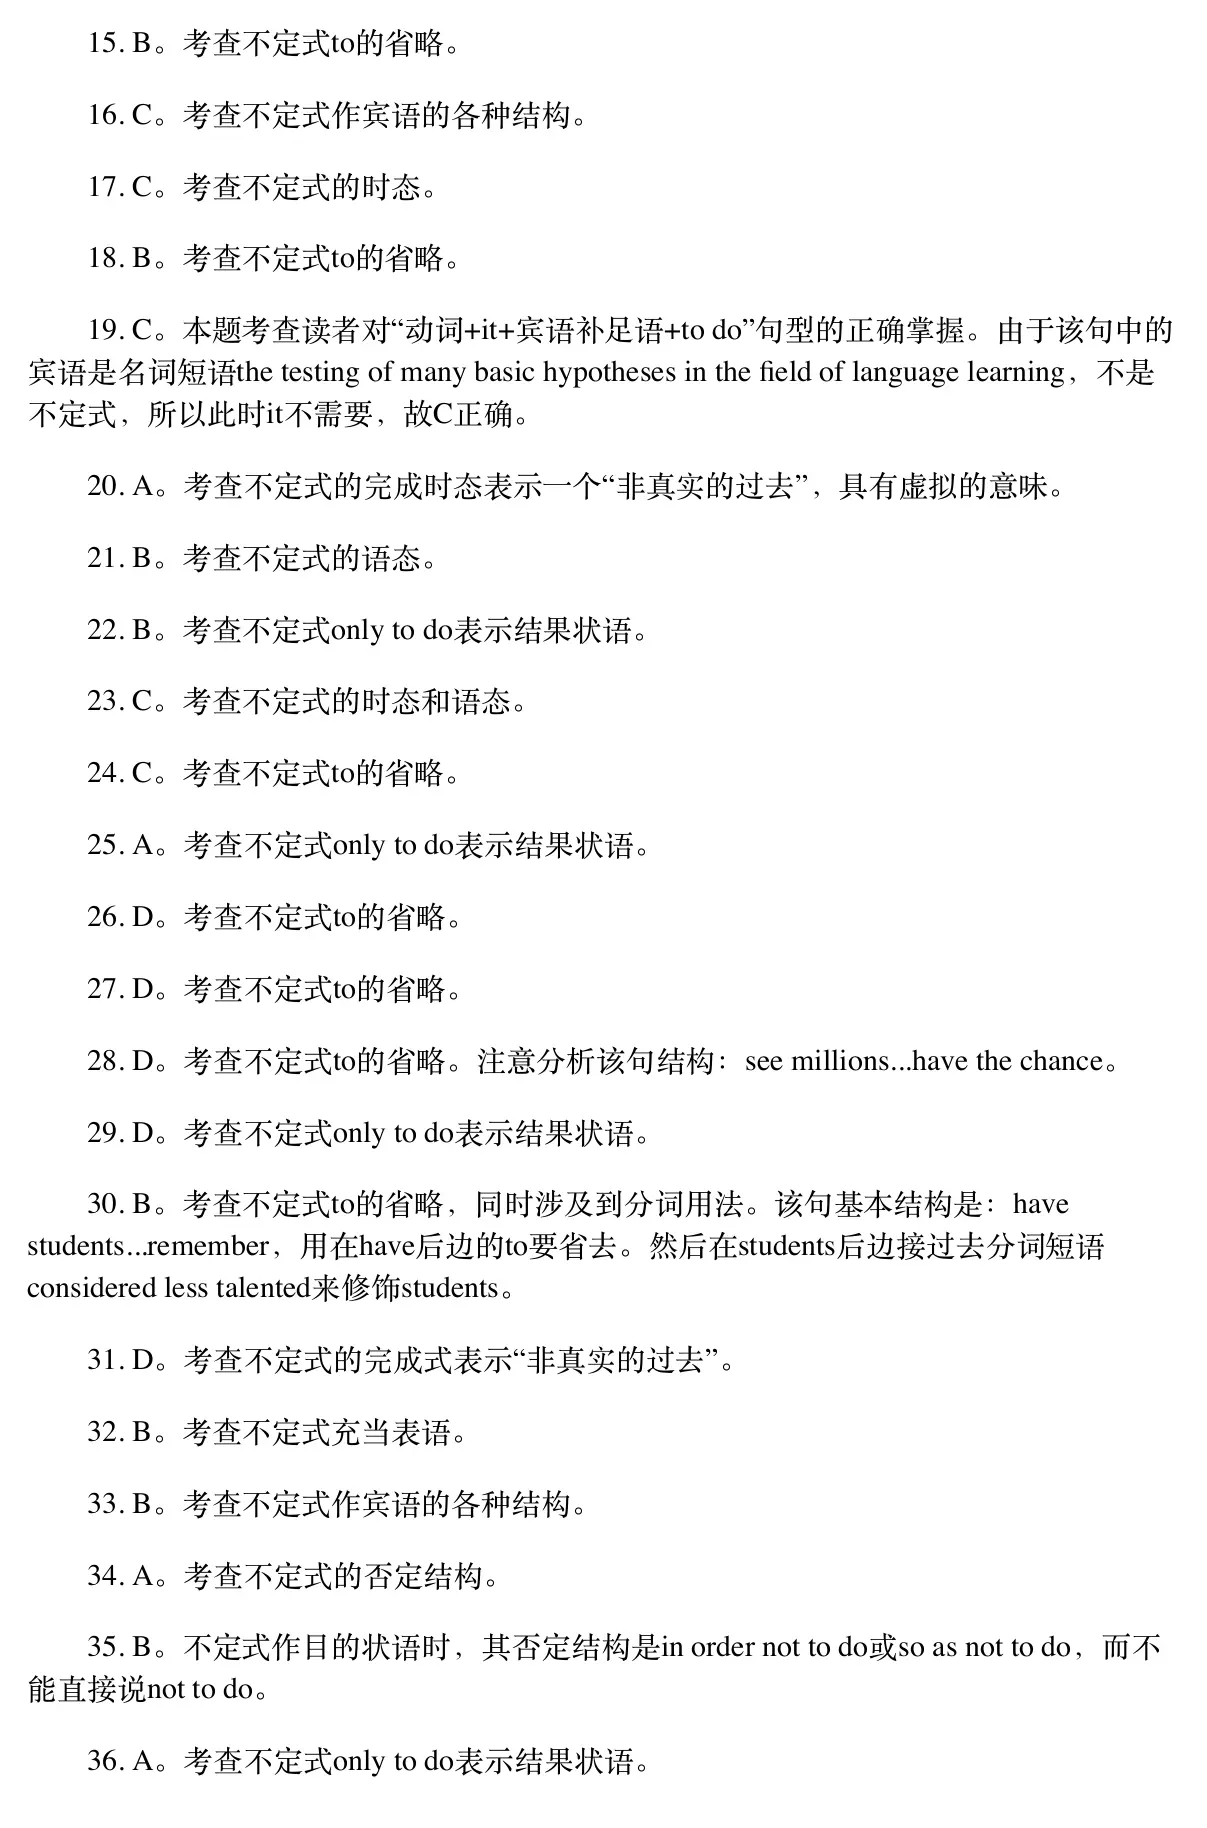 15. B。考查不定式to的省略。
16. C。考查不定式作宾语的各种结构。
17. C。考查不定式的时态。
18. B。考查不定式to的省略。
19. C。本题考查读者对“动词+it+宾语补足语+to do”句型的正确掌握。由于该句中的
宾语是名词短语the testing of many basic hypotheses in the field of language learning，不是
不定式，所以此时it不需要，故C正确。
20. A。考查不定式的完成时态表示一个“非真实的过去”，具有虚拟的意味。
21. B。考查不定式的语态。
22. B。考查不定式only to do表示结果状语。
23. C。考查不定式的时态和语态。
24. C。考查不定式to的省略。
25. A。考查不定式only to do表示结果状语。
26. D。考查不定式to的省略。
27. D。考查不定式to的省略。
28. D。考查不定式to的省略。注意分析该句结构：see millions...have the chance。
29. D。考查不定式only to do表示结果状语。
30. B。考查不定式to的省略，同时涉及到分词用法。该句基本结构是：have
students...remember，用在have后边的to要省去。然后在students后边接过去分词短语
considered less talented来修饰students。
31. D。考查不定式的完成式表示“非真实的过去”。
32. B。考查不定式充当表语。
33. B。考查不定式作宾语的各种结构。
34. A。考查不定式的否定结构。
35. B。不定式作目的状语时，其否定结构是in order not to do或so as not to do，而不
能直接说not to do。
36. A。考查不定式only to do表示结果状语。